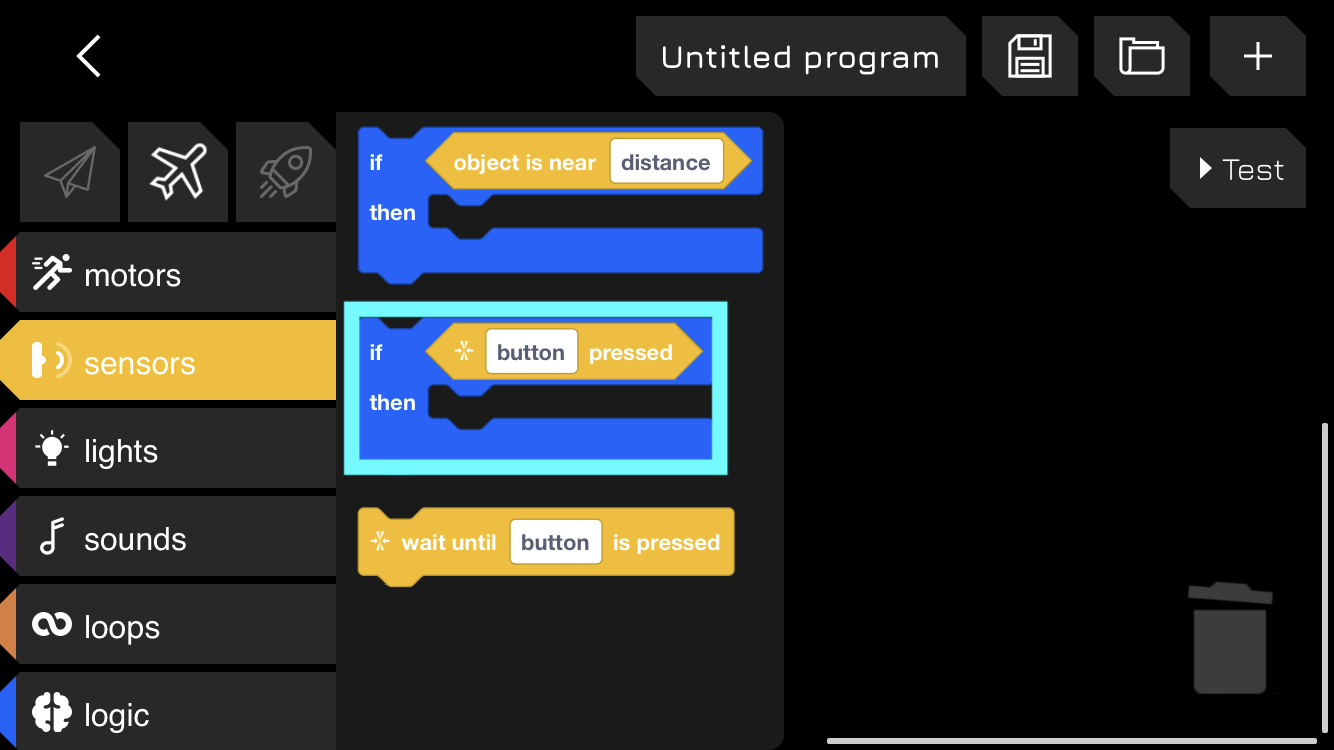 Untitled program
Test
if object is near distance
then
motors
sensors
if button pressed
then
lights
sounds
wait until button is pressed
loops
logic